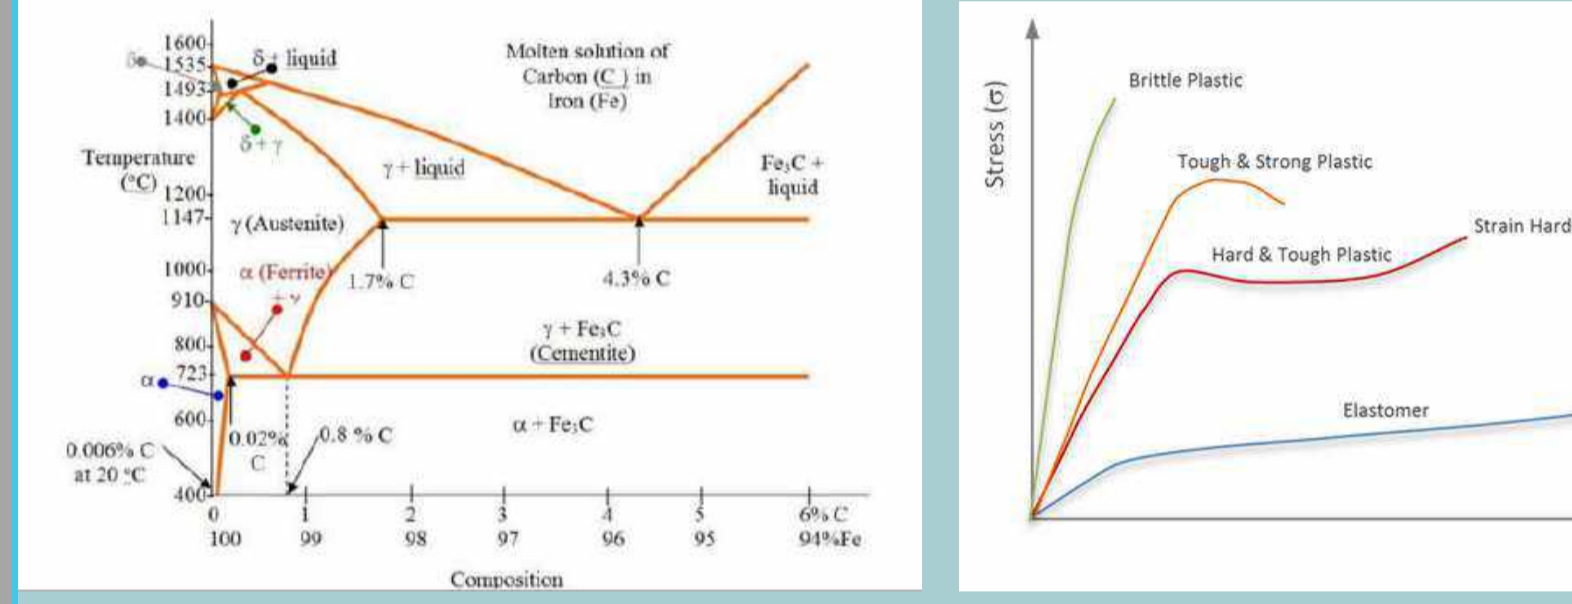 1600
δ
1535
δ + liquid
1493
1400
δ + γ
Temperature
(°C)
1200
1147
Molten solution of
Carbon (C ) in
Iron (Fe)
γ + liquid
Fe₃C +
liquid
γ (Austenite)
1000
α (Ferrite)
+ γ
1.7% C
4.3% C
910
800
723
γ + Fe₃C
(Cementite)
α
600
0.02%
C
0.8 % C
α + Fe₃C
0.006% C
at 20 °C
400
0 1 2 3 4 5 6% C
100 99 98 97 96 95 94%Fe
Composition
Stress (σ)
Brittle Plastic
Tough & Strong Plastic
Strain Hard
Hard & Tough Plastic
Elastomer